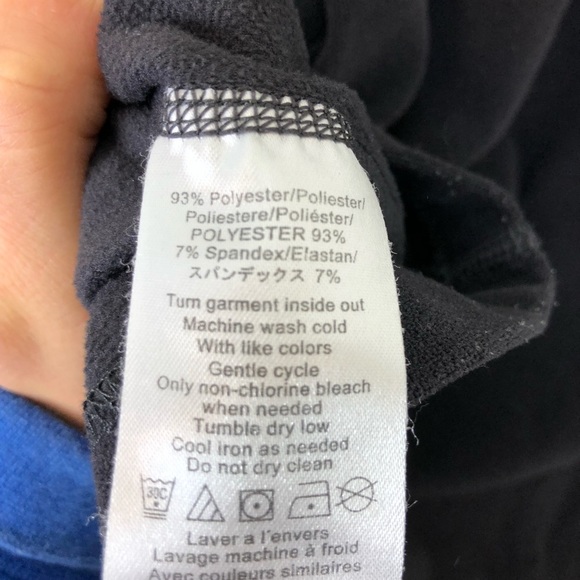 93% Polyester/Poliester/
Poliestere/Poliéster/
POLYESTER 93%
7% Spandex/Elastan/
スパンデックス 7%
Turn garment inside out
Machine wash cold
With like colors
Gentle cycle
Only non-chlorine bleach
when needed
Tumble dry low
Cool iron as needed
Do not dry clean
30C
Laver a l'envers
Lavage machine à froid
Avec couleurs similaires